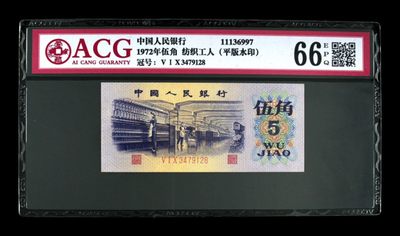 ACG
AI CANG GUARANTY
中国人民银行 11136997
1972年伍角 纺织工人（平版水印）
冠号：V I X 3479128
66 EPQ
中国人民银行
伍角
5
WU
JIAO
V I X 3479128